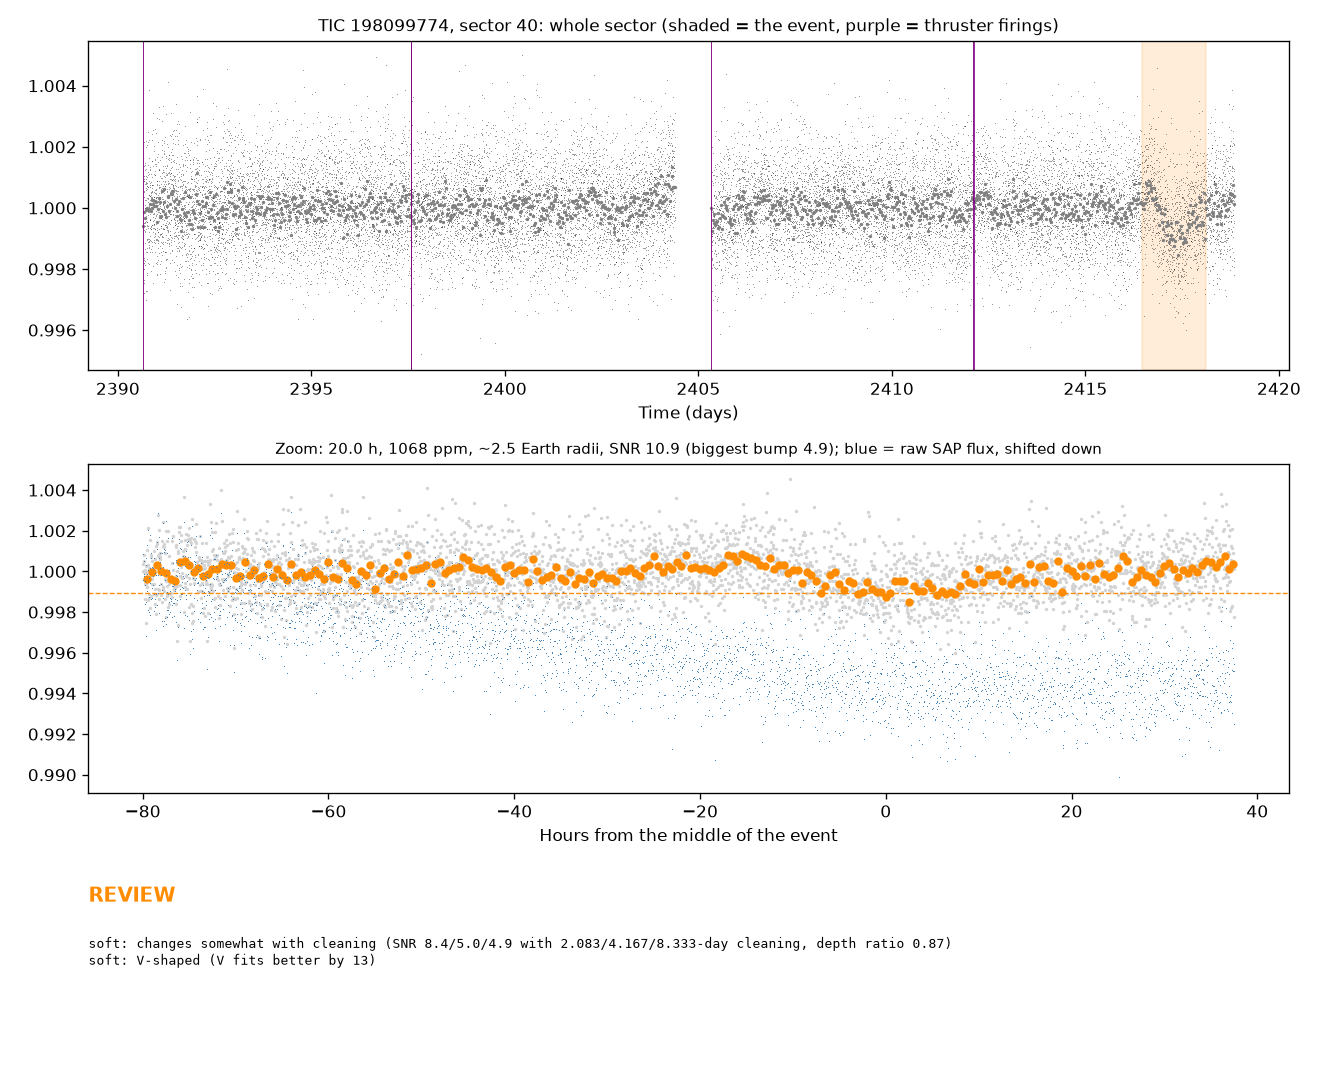 TIC 198099774, sector 40: whole sector (shaded = the event, purple = thruster firings)
1.004
1.002
1.000
0.998
0.996
2390 2395 2400 2405 2410 2415 2420
Time (days)
Zoom: 20.0 h, 1068 ppm, ~2.5 Earth radii, SNR 10.9 (biggest bump 4.9); blue = raw SAP flux, shifted down
1.004
1.002
1.000
0.998
0.996
0.994
0.992
0.990
−80 −60 −40 −20 0 20 40
Hours from the middle of the event
REVIEW
soft: changes somewhat with cleaning (SNR 8.4/5.0/4.9 with 2.083/4.167/8.333-day cleaning, depth ratio 0.87)
soft: V-shaped (V fits better by 13)